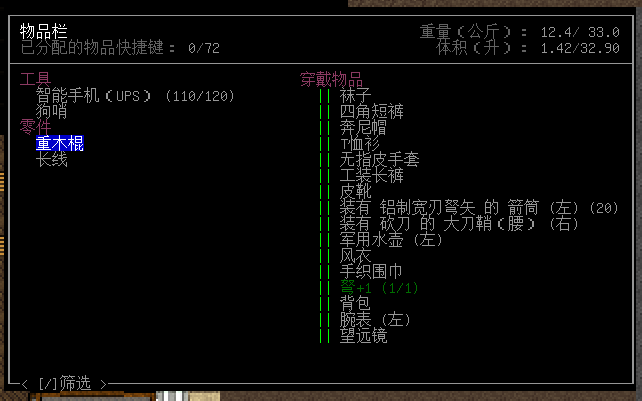 物品栏 重量(公斤): 12.4/ 33.0
已分配的物品快捷键: 0/72 体积(升): 1.42/32.90
工具
智能手机(UPS) (110/120)
狗哨
零件
重木棍
长线
穿戴物品
|| 袜子
|| 四角短裤
|| 奔尼帽
|| T恤衫
|| 无指皮手套
|| 工装长裤
|| 皮靴
|| 装有 铝制宽刃弩矢 的 箭筒 (左) (20)
|| 装有 砍刀 的 大刀鞘(腰) (右)
|| 军用水壶 (左)
|| 风衣
|| 手织围巾
|| 弩+1 (1/1)
|| 背包
|| 腕表 (左)
|| 望远镜
< [/]筛选 >